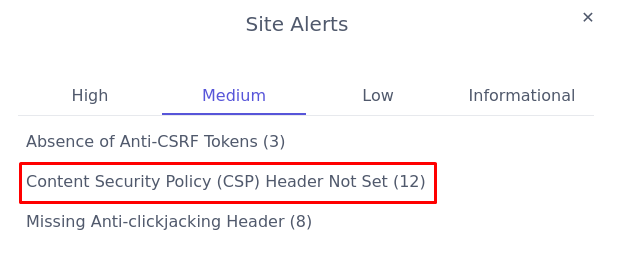 Site Alerts
×
High Medium Low Informational
Absence of Anti-CSRF Tokens (3)
Content Security Policy (CSP) Header Not Set (12)
Missing Anti-clickjacking Header (8)